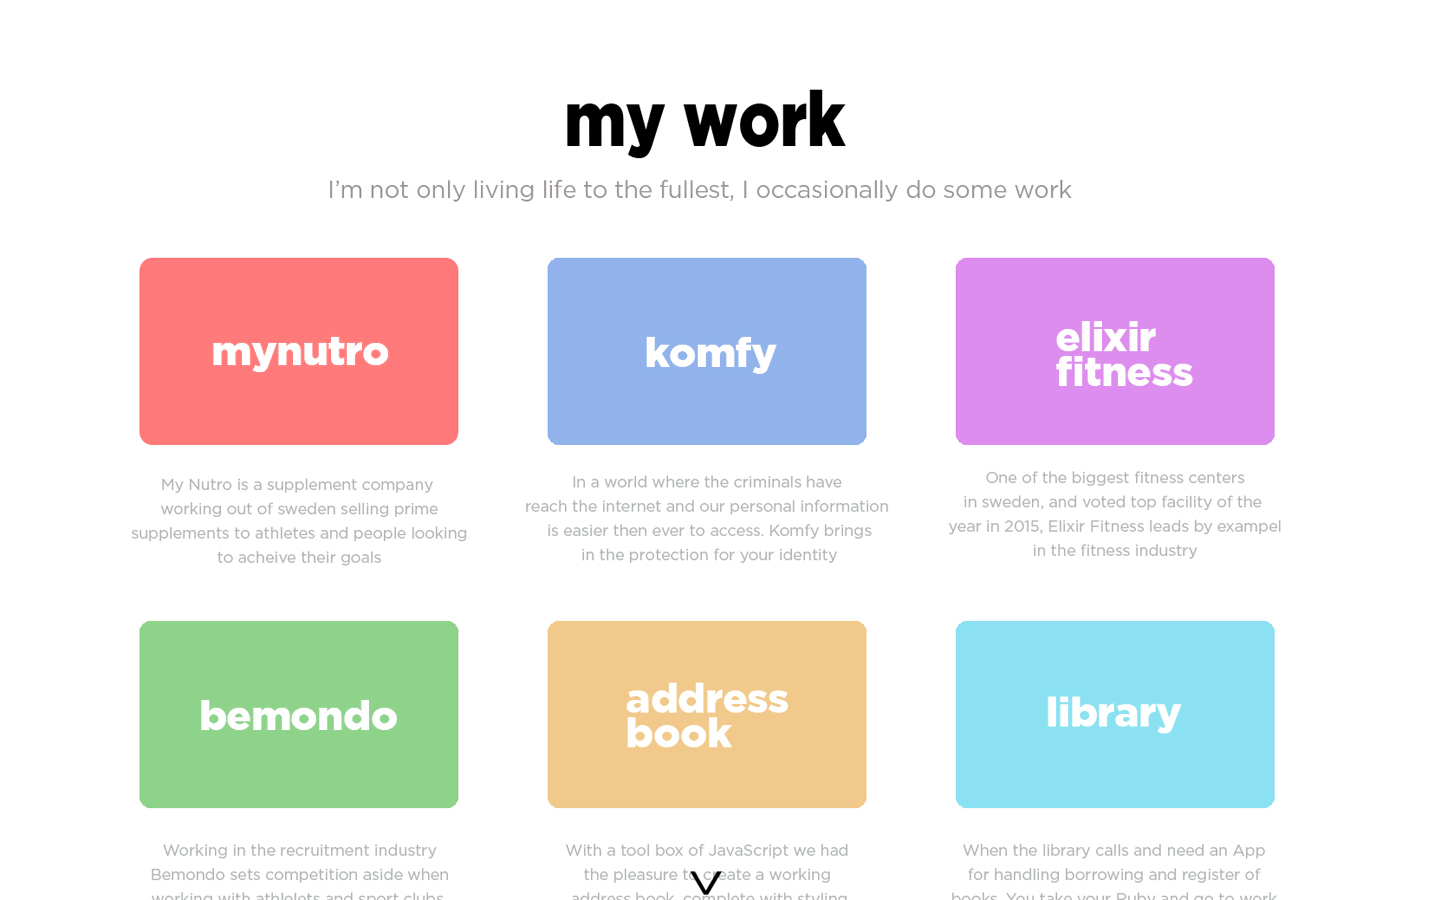 my work
I'm not only living life to the fullest, I occasionally do some work
mynutro
komfy
elixir
fitness
My Nutro is a supplement company
working out of sweden selling prime
supplements to athletes and people looking
to acheive their goals
In a world where the criminals have
reach the internet and our personal information
is easier then ever to access. Komfy brings
in the protection for your identity
One of the biggest fitness centers
in sweden, and voted top facility of the
year in 2015, Elixir Fitness leads by exampel
in the fitness industry
bemondo
address
book
library
Working in the recruitment industry
Bemondo sets competition aside when
working with athlelets and sport clubs
With a tool box of JavaScript we had
the pleasure to create a working
address book, complete with styling
When the library calls and need an App
for handling borrowing and register of
books. You take your Ruby and go to work